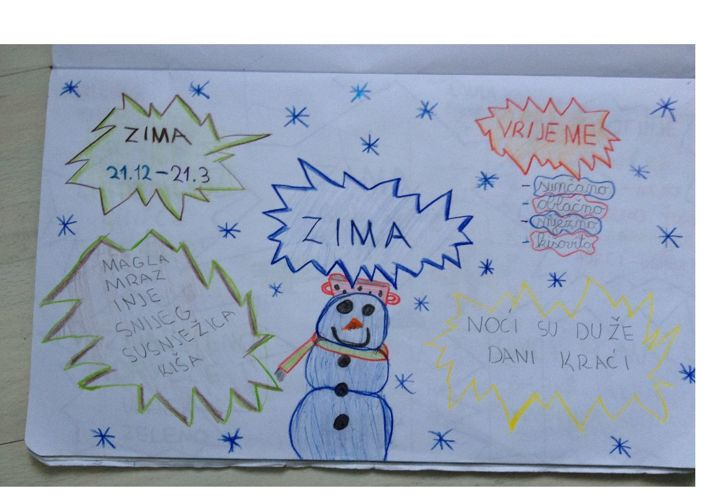 ZIMA
21.12 - 21.3
VRIJEME
- sunčano
- oblačno
- snježno
- kišovito
ZIMA
MAGLA
MRAZ
INJE
SNIJEG
SUSNJEŽICA
KIŠA
NOĆI SU DUŽE
DANI KRAĆI